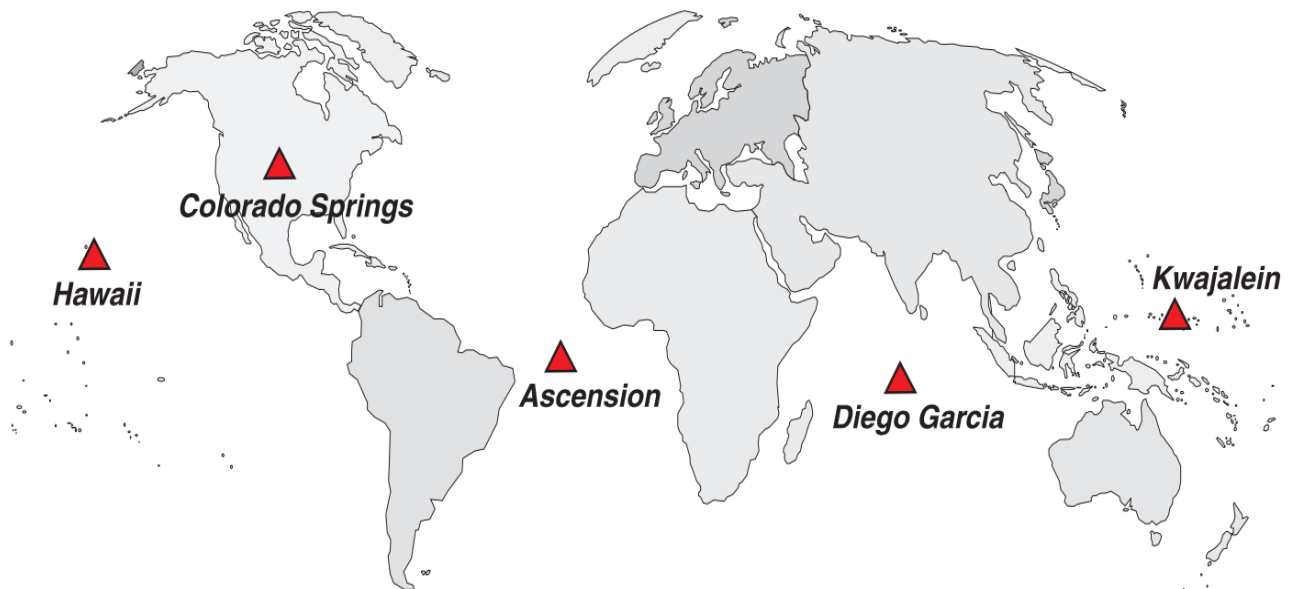 Colorado Springs
Hawaii
Kwajalein
Ascension
Diego Garcia